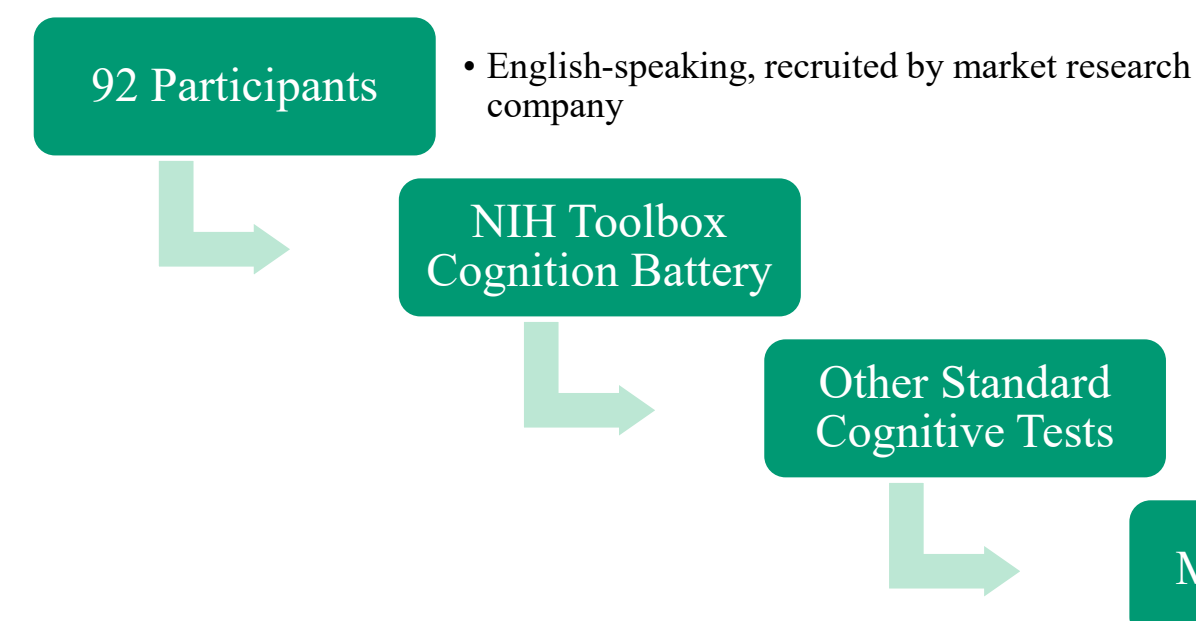 92 Participants
• English-speaking, recruited by market research
company
NIH Toolbox
Cognition Battery
Other Standard
Cognitive Tests